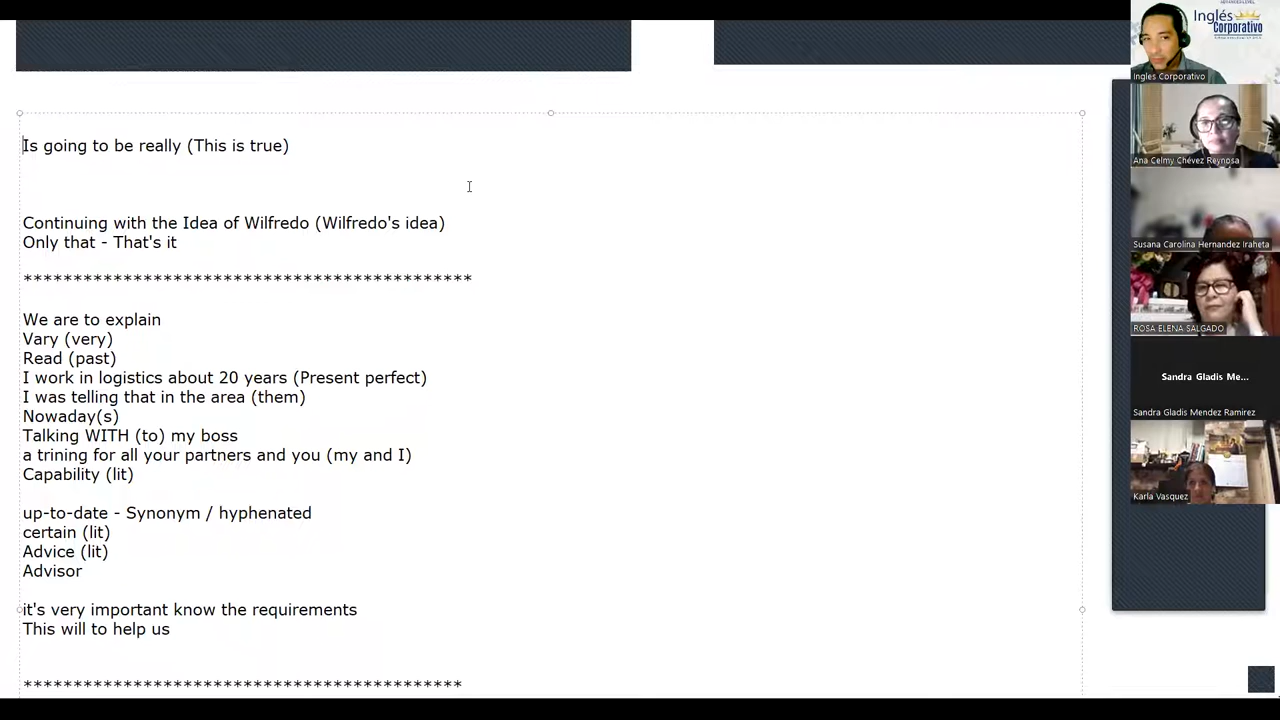 Is going to be really (This is true)
Continuing with the Idea of Wilfredo (Wilfredo's idea)
Only that - That's it
*********************************************
We are to explain
Vary (very)
Read (past)
I work in logistics about 20 years (Present perfect)
I was telling that in the area (them)
Nowaday(s)
Talking WITH (to) my boss
a trining for all your partners and you (my and I)
Capability (lit)
up-to-date - Synonym / hyphenated
certain (lit)
Advice (lit)
Advisor
it's very important know the requirements
This will to help us
********************************************
Inglés
Corporativo
Ingles Corporativo
Ana Celmy Chévez Reynosa
Susana Carolina Hernandez Iraheta
ROSA ELENA SALGADO
Sandra Gladis Me...
Sandra Gladis Mendez Ramirez
Karla Vasquez